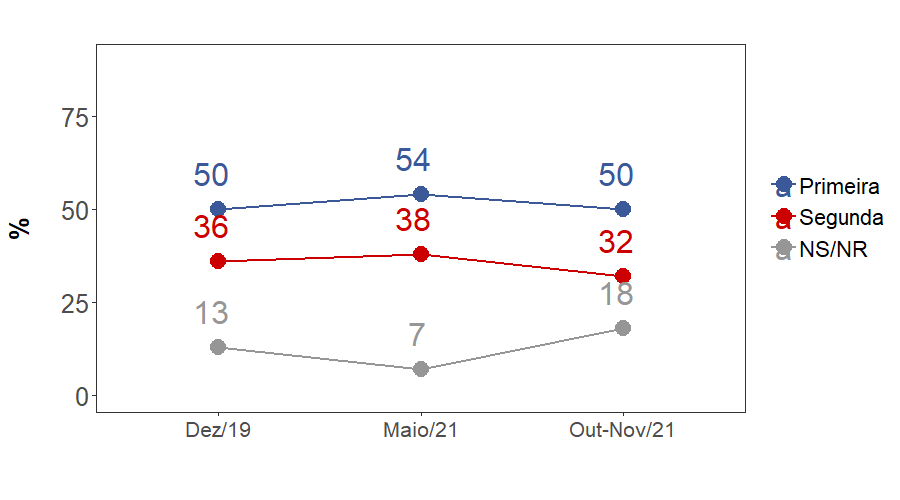 %
75
50
25
0
50
54
50
36
38
32
13
7
18
Dez/19
Maio/21
Out-Nov/21
a Primeira
a Segunda
a NS/NR